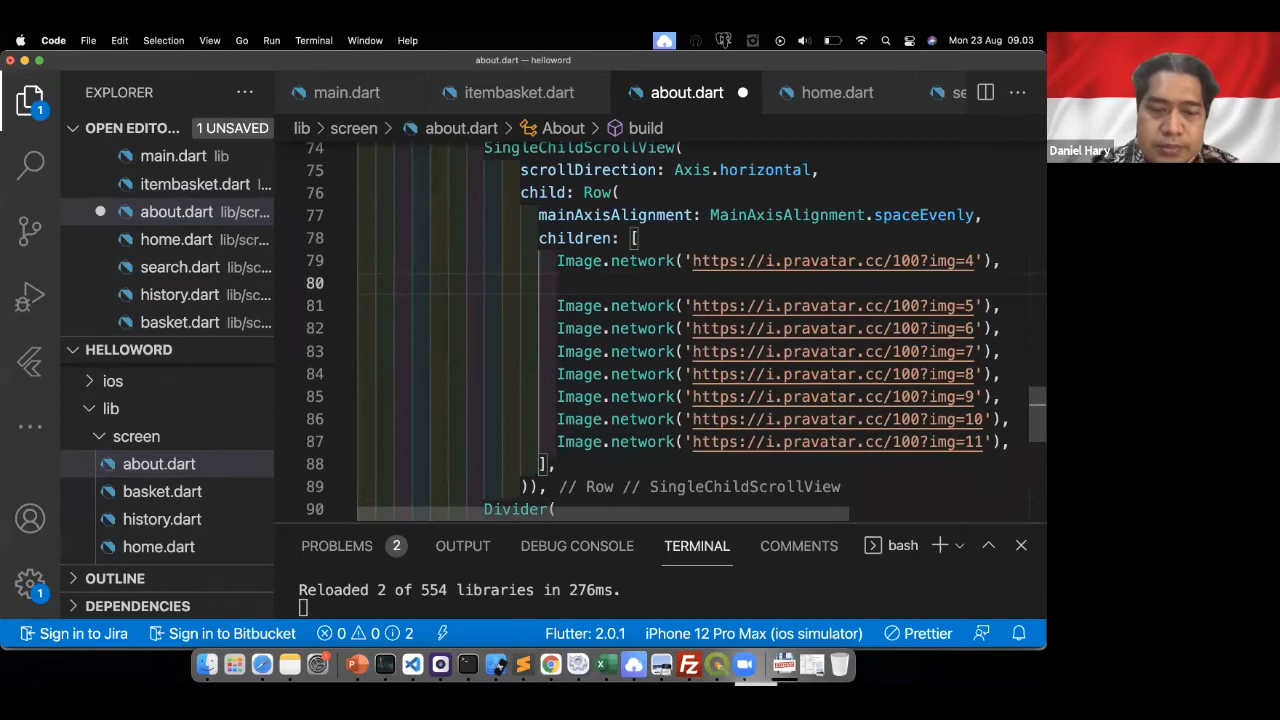 Code File Edit Selection View Go Run Terminal Window Help Mon 23 Aug 09.03
about.dart — helloword
EXPLORER
main.dart itembasket.dart about.dart home.dart se
OPEN EDITO... 1 UNSAVED
lib > screen > about.dart > About > build
main.dart lib
itembasket.dart l...
about.dart lib/scr...
home.dart lib/sc...
search.dart lib/sc...
history.dart lib/sc...
basket.dart lib/sc...
HELLOWORD
ios
lib
screen
about.dart
basket.dart
history.dart
home.dart
OUTLINE
DEPENDENCIES
1
1
74 SingleChildScrollView(
75 scrollDirection: Axis.horizontal,
76 child: Row(
77 mainAxisAlignment: MainAxisAlignment.spaceEvenly,
78 children: [
79 Image.network('https://i.pravatar.cc/100?img=4'),
80
81 Image.network('https://i.pravatar.cc/100?img=5'),
82 Image.network('https://i.pravatar.cc/100?img=6'),
83 Image.network('https://i.pravatar.cc/100?img=7'),
84 Image.network('https://i.pravatar.cc/100?img=8'),
85 Image.network('https://i.pravatar.cc/100?img=9'),
86 Image.network('https://i.pravatar.cc/100?img=10'),
87 Image.network('https://i.pravatar.cc/100?img=11'),
88 ],
89 )), // Row // SingleChildScrollView
90 Divider(
PROBLEMS 2 OUTPUT DEBUG CONSOLE TERMINAL COMMENTS bash
Reloaded 2 of 554 libraries in 276ms.
Sign in to Jira Sign in to Bitbucket 0 0 2 Flutter: 2.0.1 iPhone 12 Pro Max (ios simulator) Prettier
Daniel Hary